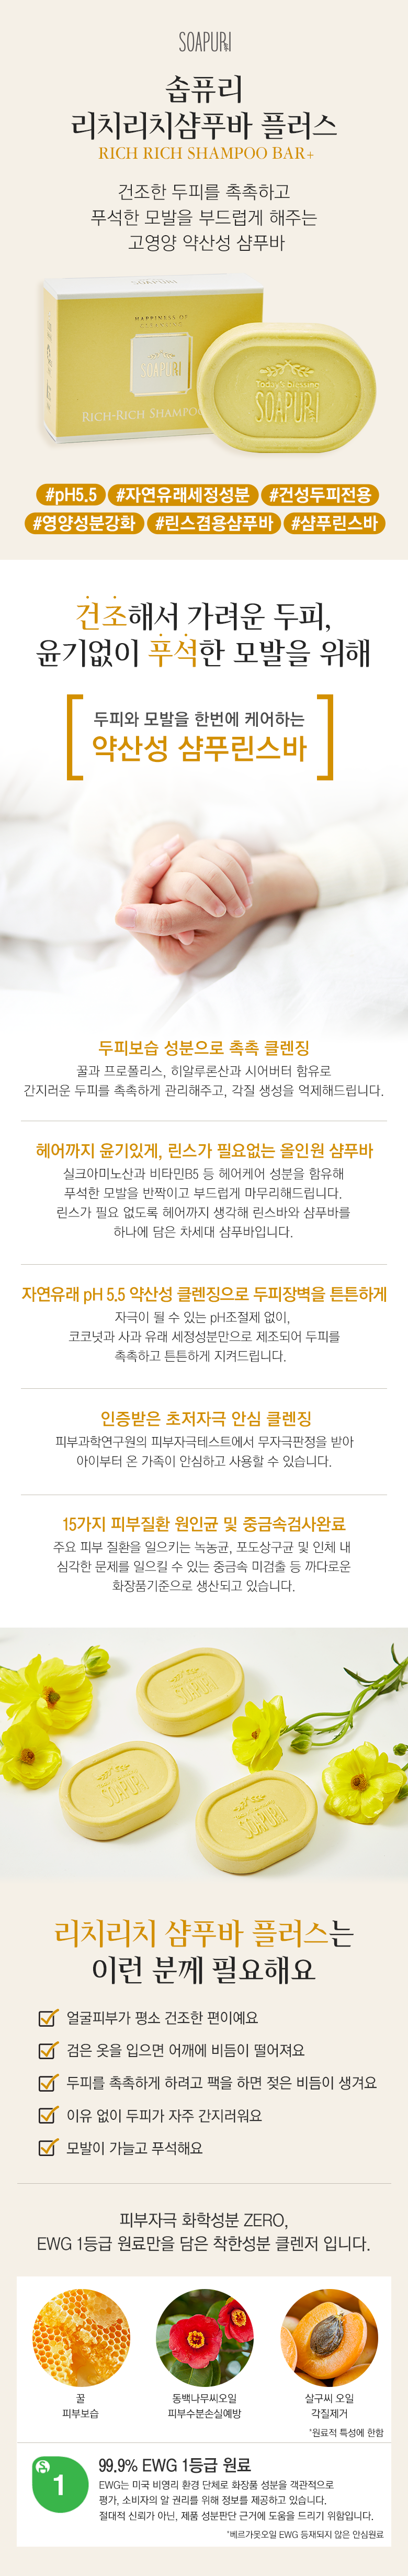 SOAPURI
솝퓨리
리치리치샴푸바 플러스
RICH RICH SHAMPOO BAR+
건조한 두피를 촉촉하고
푸석한 모발을 부드럽게 해주는
고영양 약산성 샴푸바
SOAPURI
HAPPINESS OF
SOAPURI
RICH-RICH SHAMPOO
Today's blessing
SOAPURI
#pH5.5 #자연유래세정성분 #건성두피전용
#영양성분강화 #린스겸용샴푸바 #샴푸린스바
건조해서 가려운 두피,
윤기없이 푸석한 모발을 위해
두피와 모발을 한번에 케어하는
약산성 샴푸린스바
두피보습 성분으로 촉촉 클렌징
꿀과 프로폴리스, 히알루론산과 시어버터 함유로
간지러운 두피를 촉촉하게 관리해주고, 각질 생성을 억제해드립니다.
헤어까지 윤기있게, 린스가 필요없는 올인원 샴푸바
실크아미노산과 비타민B5 등 헤어케어 성분을 함유해
푸석한 모발을 반짝이고 부드럽게 마무리해드립니다.
린스가 필요 없도록 헤어까지 생각해 린스바와 샴푸바를
하나에 담은 차세대 샴푸바입니다.
자연유래 pH 5.5 약산성 클렌징으로 두피장벽을 튼튼하게
자극이 될 수 있는 pH조절제 없이,
코코넛과 사과 유래 세정성분만으로 제조되어 두피를
촉촉하고 튼튼하게 지켜드립니다.
인증받은 초저자극 안심 클렌징
피부과학연구원의 피부자극테스트에서 무자극판정을 받아
아이부터 온 가족이 안심하고 사용할 수 있습니다.
15가지 피부질환 원인균 및 중금속검사완료
주요 피부 질환을 일으키는 녹농균, 포도상구균 및 인체 내
심각한 문제를 일으킬 수 있는 중금속 미검출 등 까다로운
화장품기준으로 생산되고 있습니다.
SOAPURI
SOAPURI
SOAPURI
리치리치 샴푸바 플러스는
이런 분께 필요해요
얼굴피부가 평소 건조한 편이예요
검은 옷을 입으면 어깨에 비듬이 떨어져요
두피를 촉촉하게 하려고 팩을 하면 젖은 비듬이 생겨요
이유 없이 두피가 자주 간지러워요
모발이 가늘고 푸석해요
피부자극 화학성분 ZERO,
EWG 1등급 원료만을 담은 착한성분 클렌저 입니다.
꿀
피부보습
동백나무씨오일
피부수분손실예방
살구씨 오일
각질제거
*원료적 특성에 한함
1
99.9% EWG 1등급 원료
EWG는 미국 비영리 환경 단체로 화장품 성분을 객관적으로
평가, 소비자의 알 권리를 위해 정보를 제공하고 있습니다.
절대적 신뢰가 아닌, 제품 성분판단 근거에 도움을 드리기 위함입니다.
*베르가못오일 EWG 등재되지 않은 안심원료